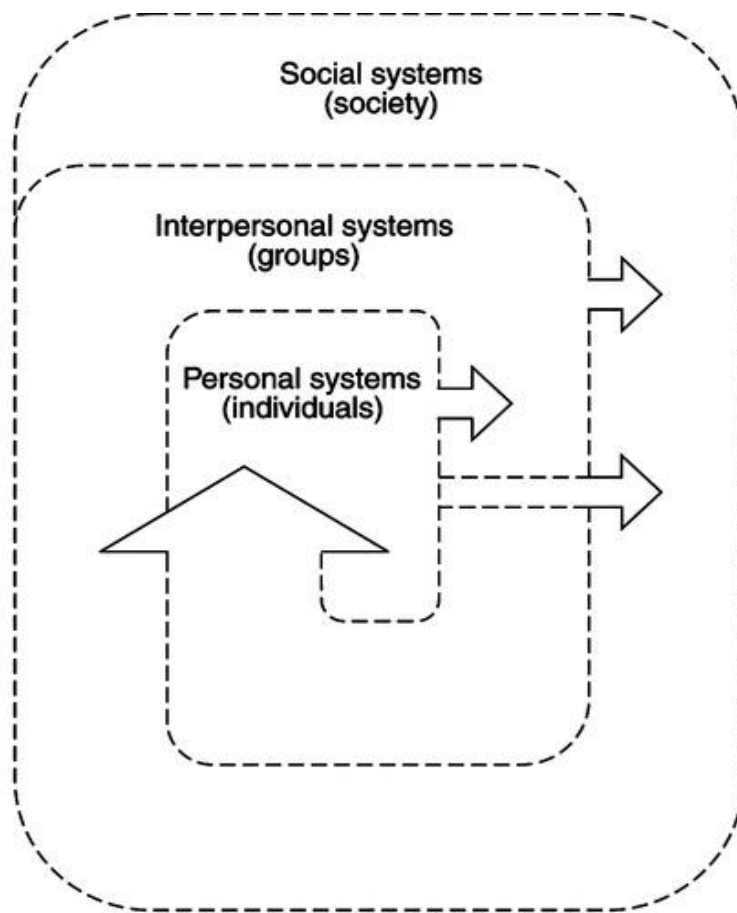 Social systems
(society)
Interpersonal systems
(groups)
Personal systems
(individuals)